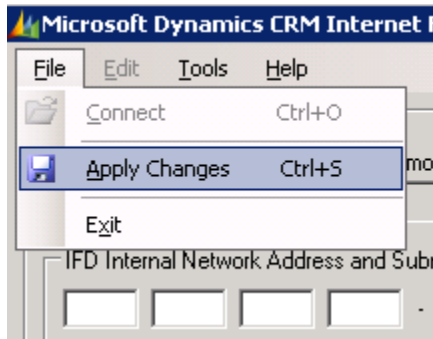 Microsoft Dynamics CRM Internet
File Edit Tools Help
Connect Ctrl+O
Apply Changes Ctrl+S
Exit
IFD Internal Network Address and
-